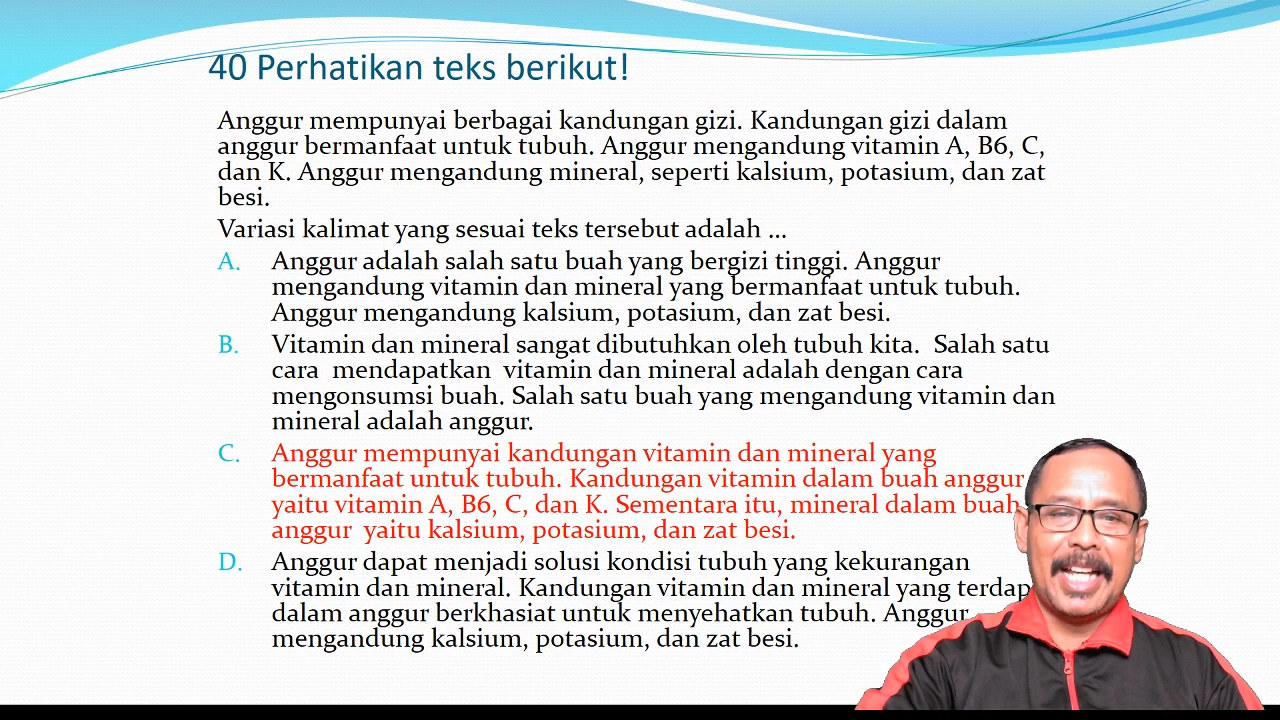 40 Perhatikan teks berikut!
Anggur mempunyai berbagai kandungan gizi. Kandungan gizi dalam
anggur bermanfaat untuk tubuh. Anggur mengandung vitamin A, B6, C,
dan K. Anggur mengandung mineral, seperti kalsium, potasium, dan zat
besi.
Variasi kalimat yang sesuai teks tersebut adalah ...
A. Anggur adalah salah satu buah yang bergizi tinggi. Anggur
mengandung vitamin dan mineral yang bermanfaat untuk tubuh.
Anggur mengandung kalsium, potasium, dan zat besi.
B. Vitamin dan mineral sangat dibutuhkan oleh tubuh kita. Salah satu
cara mendapatkan vitamin dan mineral adalah dengan cara
mengonsumsi buah. Salah satu buah yang mengandung vitamin dan
mineral adalah anggur.
C. Anggur mempunyai kandungan vitamin dan mineral yang
bermanfaat untuk tubuh. Kandungan vitamin dalam buah anggur
yaitu vitamin A, B6, C, dan K. Sementara itu, mineral dalam buah
anggur yaitu kalsium, potasium, dan zat besi.
D. Anggur dapat menjadi solusi kondisi tubuh yang kekurangan
vitamin dan mineral. Kandungan vitamin dan mineral yang
dalam anggur berkhasiat untuk menyehatkan tubuh. Anggur
mengandung kalsium, potasium, dan zat besi.